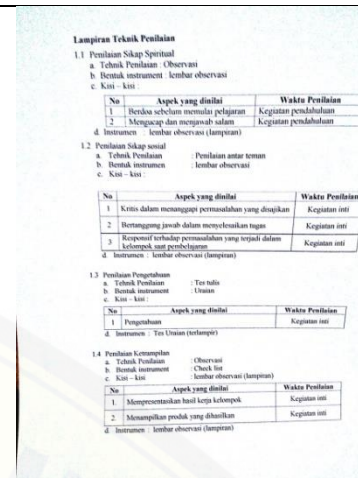 Lampiran Teknik Penilaian
1.1 Penilaian Sikap Spiritual
a. Tehnik Penilaian : Observasi
b. Bentuk instrument : lembar observasi
c. Kisi – kisi :
No Aspek yang dinilai Waktu Penilaian
1 Berdoa sebelum memulai pelajaran Kegiatan pendahuluan
2 Mengucap dan menjawab salam Kegiatan pendahuluan
d. Instrumen : lembar observasi (lampiran)
1.2 Penilaian Sikap sosial
a. Tehnik Penilaian : Penilaian antar teman
b. Bentuk instrumen : lembar observasi
c. Kisi – kisi :
No Aspek yang dinilai Waktu Penilaian
1 Kritis dalam menanggapi permasalahan yang disajikan Kegiatan inti
2 Bertanggung jawab dalam menyelesaikan tugas Kegiatan inti
3 Responsif terhadap permasalahan yang terjadi dalam Kegiatan inti
kelompok saat pembelajaran
d. Instrumen : lembar observasi (lampiran)
1.3 Penilaian Pengetahuan
a. Tehnik Penilaian : Tes tulis
b. Bentuk instrument : Uraian
c. Kisi – kisi :
No Aspek yang dinilai Waktu Penilaian
1 Pengetahuan Kegiatan inti
d. Instrumen : Tes Uraian (terlampir)
1.4 Penilaian Ketrampilan
a. Tehnik Penilaian : Observasi
b. Bentuk instrument : Check list
c. Kisi – kisi : lembar observasi (lampiran)
No Aspek yang dinilai Waktu Penilaian
1. Mempresentasikan hasil kerja kelompok Kegiatan inti
2. Menampilkan produk yang dihasilkan Kegiatan inti
d. Instrumen : lembar observasi (lampiran)